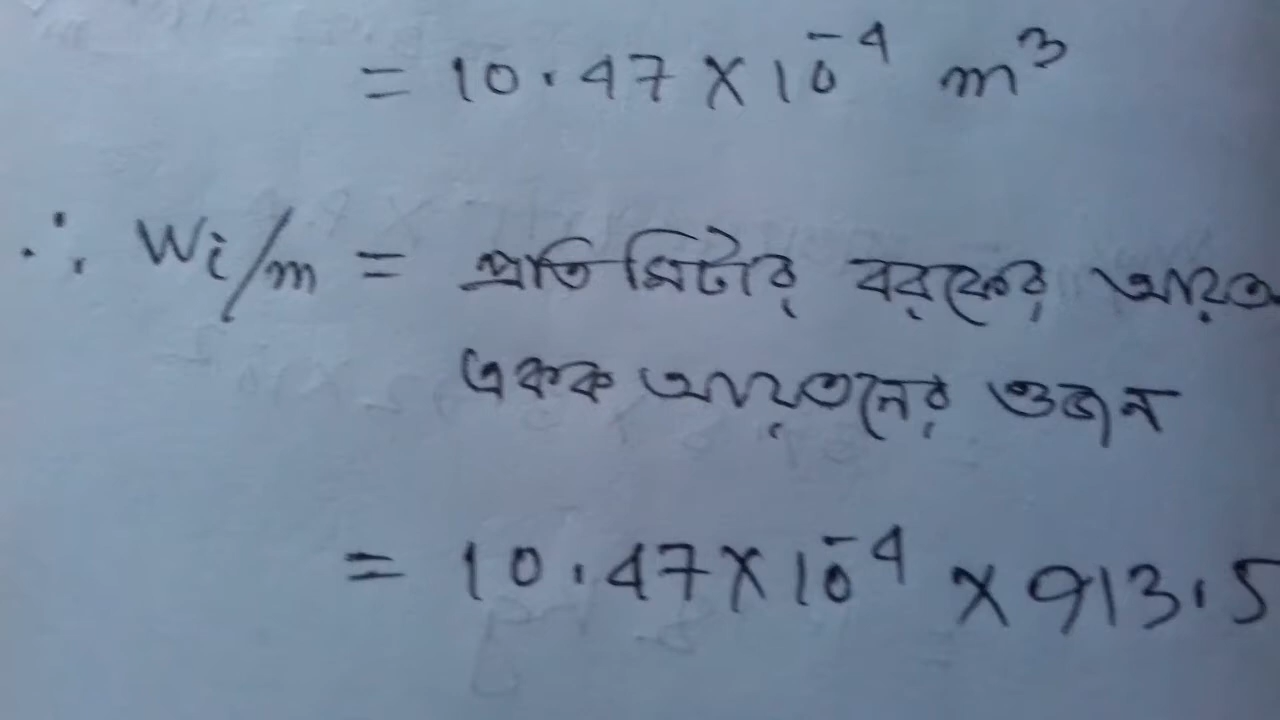 = 10.47 × 10⁻⁴ m³
∴ Wi/m = প্রতি মিটার বরফের আয়ত
একক আয়তনের ওজন
= 10.47 × 10⁻⁴ × 913.5